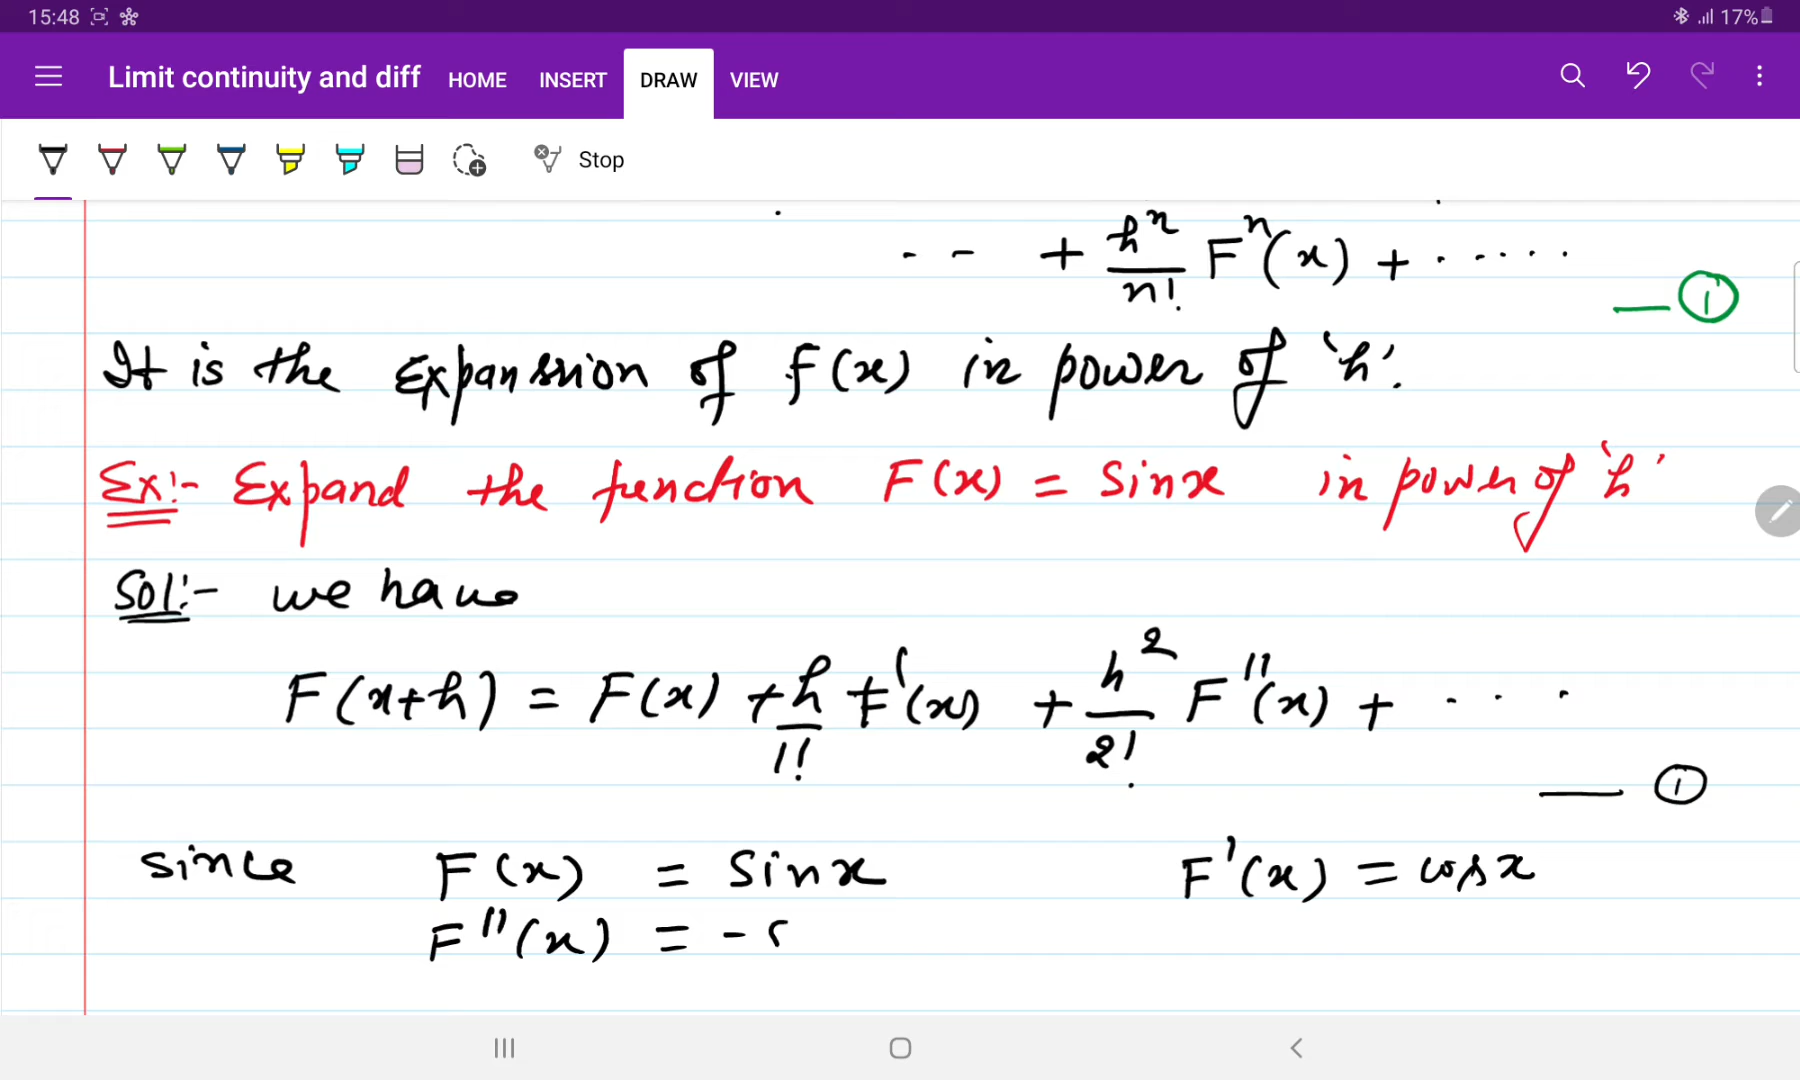 15:48 17%
Limit continuity and diff HOME INSERT DRAW VIEW
Stop
-- + hⁿ/n! Fⁿ(x) + ..... — ①
It is the Expansion of f(x) in power of 'h'.
Ex:- Expand the function F(x) = Sinx in power of 'h'
Sol:- we have
F(x+h) = F(x) + h/1! F'(x) + h²/2! F''(x) + ...
— ①
since F(x) = Sinx F'(x) = cosx
F''(x) = -